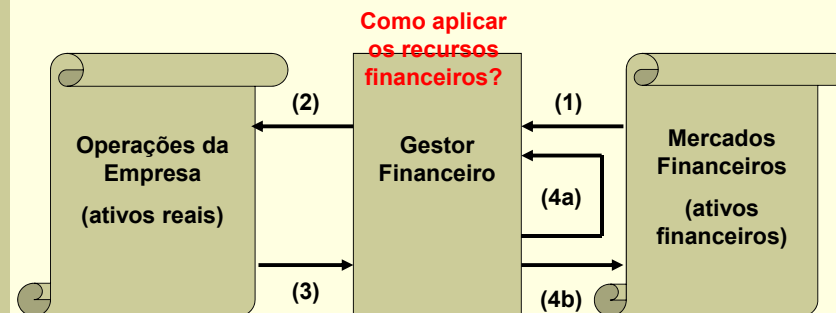 Como aplicar
os recursos
financeiros?
(2)
(1)
Operações da
Empresa
(ativos reais)
Gestor
Financeiro
Mercados
Financeiros
(ativos
financeiros)
(4a)
(3)
(4b)